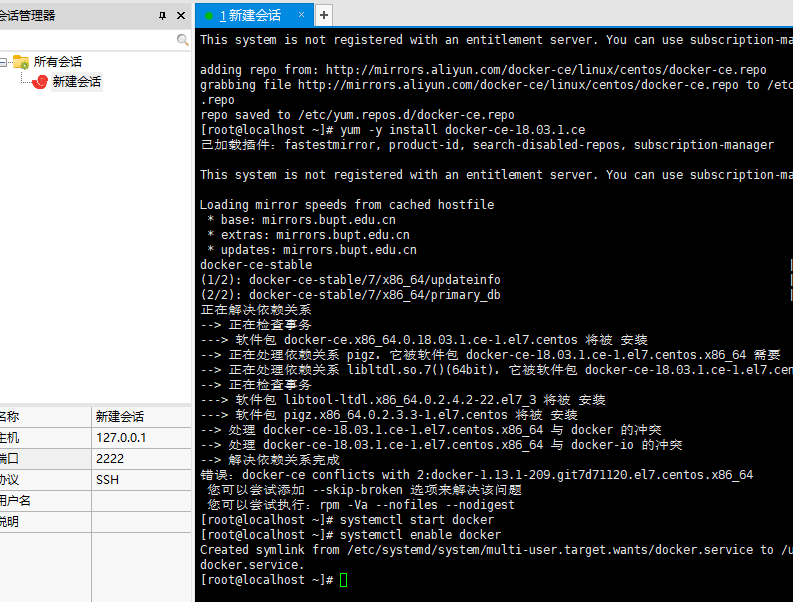 会话管理器
1 新建会话 × +
所有会话
新建会话
名称 新建会话
主机 127.0.0.1
端口 2222
协议 SSH
用户名
说明
This system is not registered with an entitlement server. You can use subscription-ma
adding repo from: http://mirrors.aliyun.com/docker-ce/linux/centos/docker-ce.repo
grabbing file http://mirrors.aliyun.com/docker-ce/linux/centos/docker-ce.repo to /etc
.repo
repo saved to /etc/yum.repos.d/docker-ce.repo
[root@localhost ~]# yum -y install docker-ce-18.03.1.ce
已加载插件: fastestmirror, product-id, search-disabled-repos, subscription-manager
This system is not registered with an entitlement server. You can use subscription-ma
Loading mirror speeds from cached hostfile
* base: mirrors.bupt.edu.cn
* extras: mirrors.bupt.edu.cn
* updates: mirrors.bupt.edu.cn
docker-ce-stable
(1/2): docker-ce-stable/7/x86_64/updateinfo
(2/2): docker-ce-stable/7/x86_64/primary_db
正在解决依赖关系
--> 正在检查事务
---> 软件包 docker-ce.x86_64.0.18.03.1.ce-1.el7.centos 将被 安装
--> 正在处理依赖关系 pigz，它被软件包 docker-ce-18.03.1.ce-1.el7.centos.x86_64 需要
--> 正在处理依赖关系 libltdl.so.7()(64bit)，它被软件包 docker-ce-18.03.1.ce-1.el7.cen
--> 正在检查事务
---> 软件包 libtool-ltdl.x86_64.0.2.4.2-22.el7_3 将被 安装
---> 软件包 pigz.x86_64.0.2.3.3-1.el7.centos 将被 安装
--> 处理 docker-ce-18.03.1.ce-1.el7.centos.x86_64 与 docker 的冲突
--> 处理 docker-ce-18.03.1.ce-1.el7.centos.x86_64 与 docker-io 的冲突
--> 解决依赖关系完成
错误: docker-ce conflicts with 2:docker-1.13.1-209.git7d71120.el7.centos.x86_64
您可以尝试添加 --skip-broken 选项来解决该问题
您可以尝试执行: rpm -Va --nofiles --nodigest
[root@localhost ~]# systemctl start docker
[root@localhost ~]# systemctl enable docker
Created symlink from /etc/systemd/system/multi-user.target.wants/docker.service to /u
docker.service.
[root@localhost ~]#